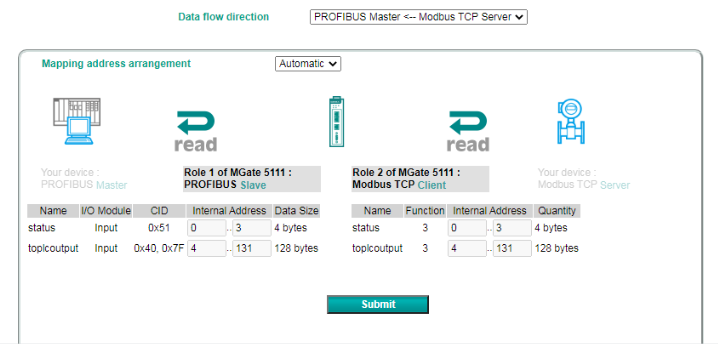 Data flow direction PROFIBUS Master <-- Modbus TCP Server
Mapping address arrangement Automatic
read read
Your device : Role 1 of MGate 5111 : Role 2 of MGate 5111 : Your device :
PROFIBUS Master PROFIBUS Slave Modbus TCP Client Modbus TCP Server
Name I/O Module CID Internal Address Data Size Name Function Internal Address Quantity
status Input 0x51 0 .. 3 4 bytes status 3 0 .. 3 4 bytes
toplcoutput Input 0x40, 0x7F 4 .. 131 128 bytes toplcoutput 3 4 .. 131 128 bytes
Submit